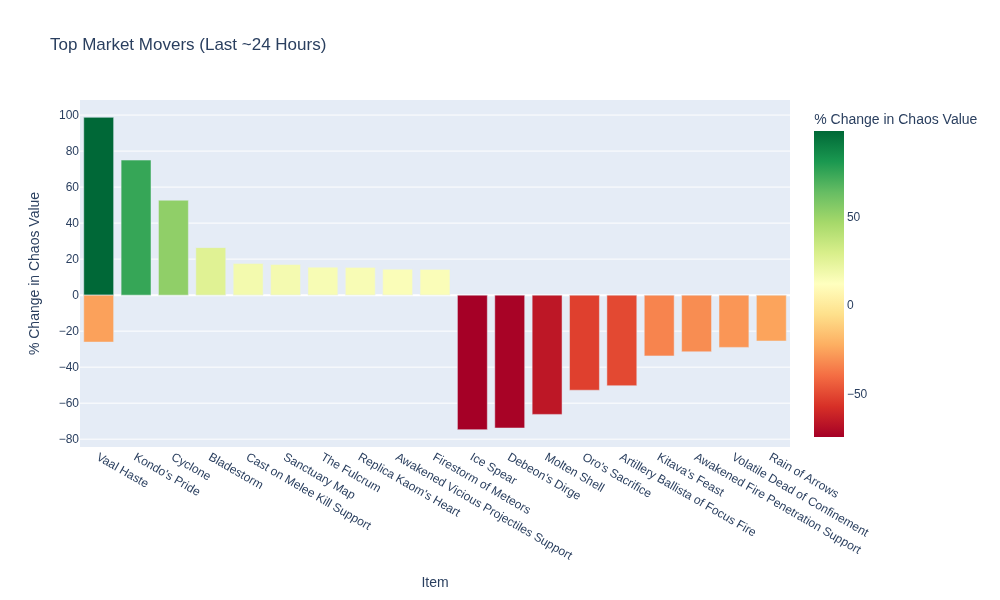 Top Market Movers (Last ~24 Hours)
% Change in Chaos Value
100
80
60
40
20
0
−20
−40
−60
−80
% Change in Chaos Value
50
0
−50
Vaal Haste
Kondo's Pride
Cyclone
Bladestorm
Cast on Melee Kill Support
Sanctuary Map
The Fulcrum
Replica Kaom's Heart
Awakened Vicious Projectiles Support
Firestorm of Meteors
Ice Spear
Debeon's Dirge
Molten Shell
Oro's Sacrifice
Artillery Ballista of Focus Fire
Kitava's Feast
Awakened Fire Penetration Support
Volatile Dead of Confinement
Rain of Arrows
Item